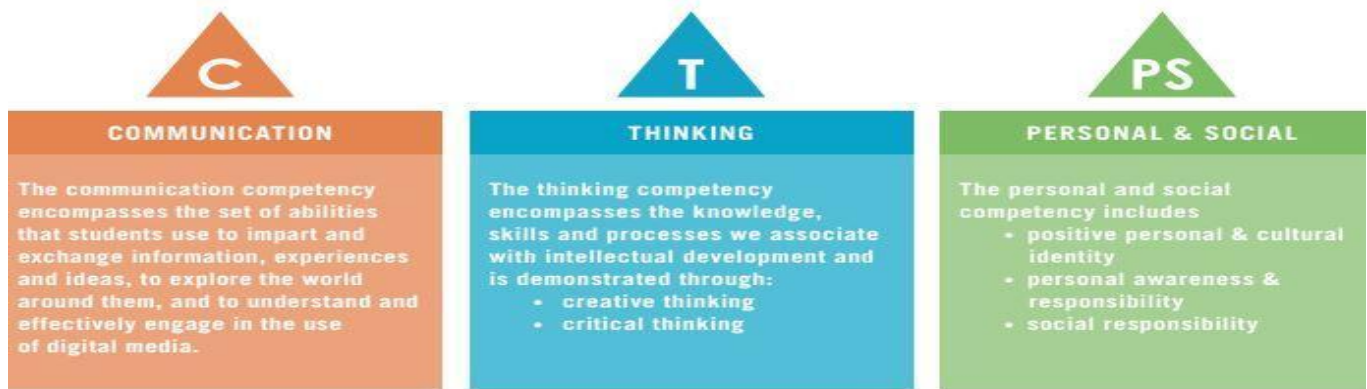 C
COMMUNICATION
The communication competency
encompasses the set of abilities
that students use to impart and
exchange information, experiences
and ideas, to explore the world
around them, and to understand and
effectively engage in the use
of digital media.
T
THINKING
The thinking competency
encompasses the knowledge,
skills and processes we associate
with intellectual development and
is demonstrated through:
• creative thinking
• critical thinking
PS
PERSONAL & SOCIAL
The personal and social
competency includes
• positive personal & cultural
identity
• personal awareness &
responsibility
• social responsibility